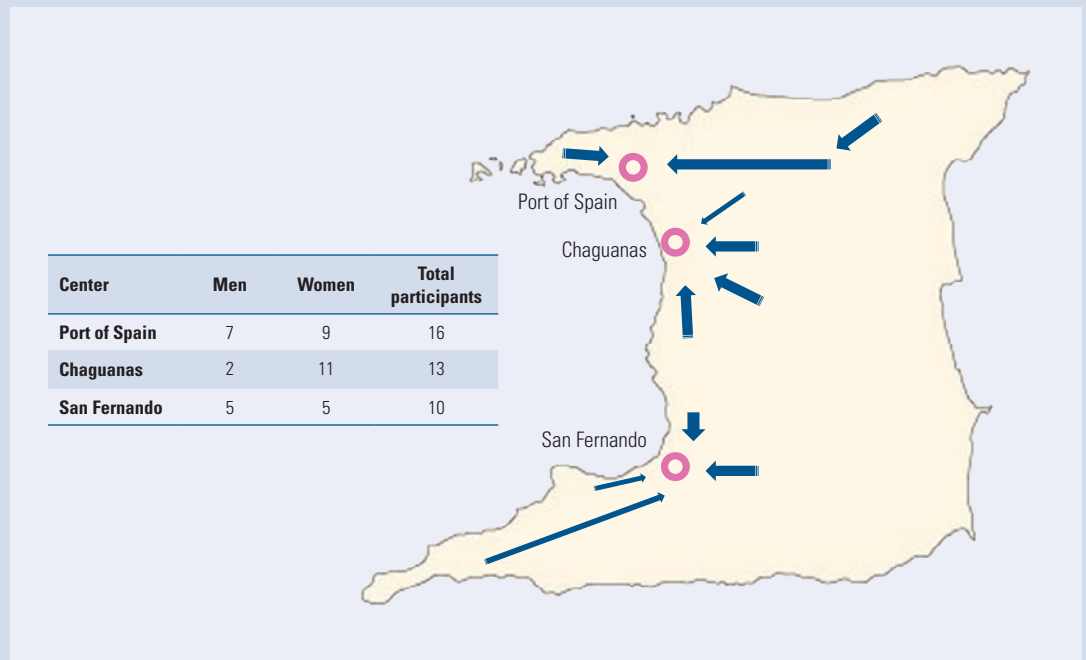 Port of Spain
Chaguanas
San Fernando
Center Men Women Total participants
Port of Spain 7 9 16
Chaguanas 2 11 13
San Fernando 5 5 10